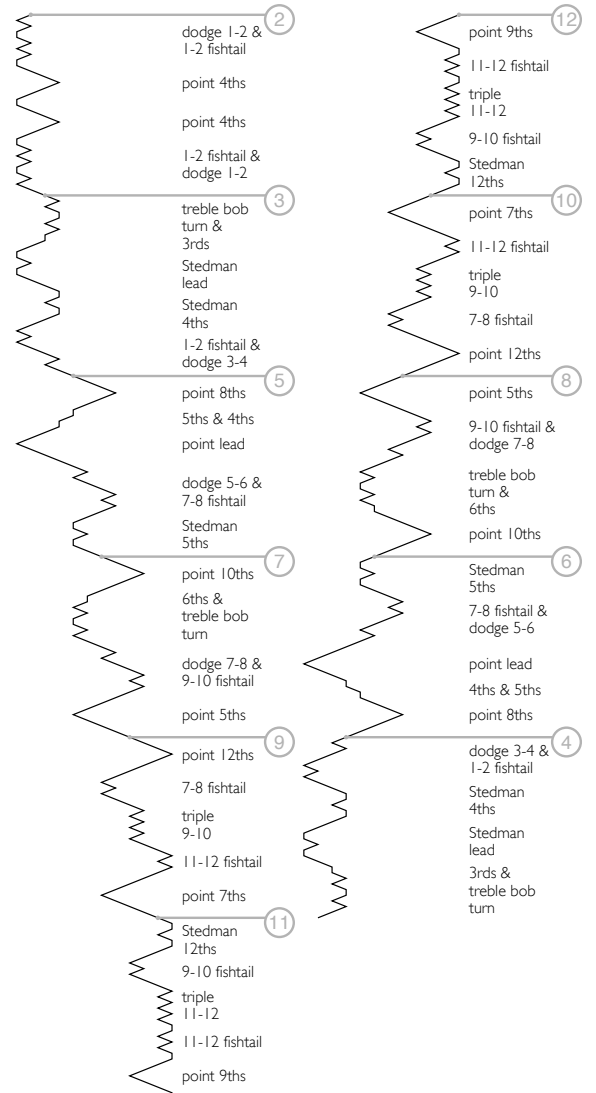 2
dodge 1-2 &
1-2 fishtail
point 4ths
point 4ths
1-2 fishtail &
dodge 1-2
3
treble bob
turn &
3rds
Stedman
lead
Stedman
4ths
1-2 fishtail &
dodge 3-4
5
point 8ths
5ths & 4ths
point lead
dodge 5-6 &
7-8 fishtail
Stedman
5ths
7
point 10ths
6ths &
treble bob
turn
dodge 7-8 &
9-10 fishtail
point 5ths
9
point 12ths
7-8 fishtail
triple
9-10
11-12 fishtail
point 7ths
11
Stedman
12ths
9-10 fishtail
triple
11-12
11-12 fishtail
point 9ths
12
point 9ths
11-12 fishtail
triple
11-12
9-10 fishtail
Stedman
12ths
10
point 7ths
11-12 fishtail
triple
9-10
7-8 fishtail
point 12ths
8
point 5ths
9-10 fishtail &
dodge 7-8
treble bob
turn &
6ths
point 10ths
6
Stedman
5ths
7-8 fishtail &
dodge 5-6
point lead
4ths & 5ths
point 8ths
4
dodge 3-4 &
1-2 fishtail
Stedman
4ths
Stedman
lead
3rds &
treble bob
turn